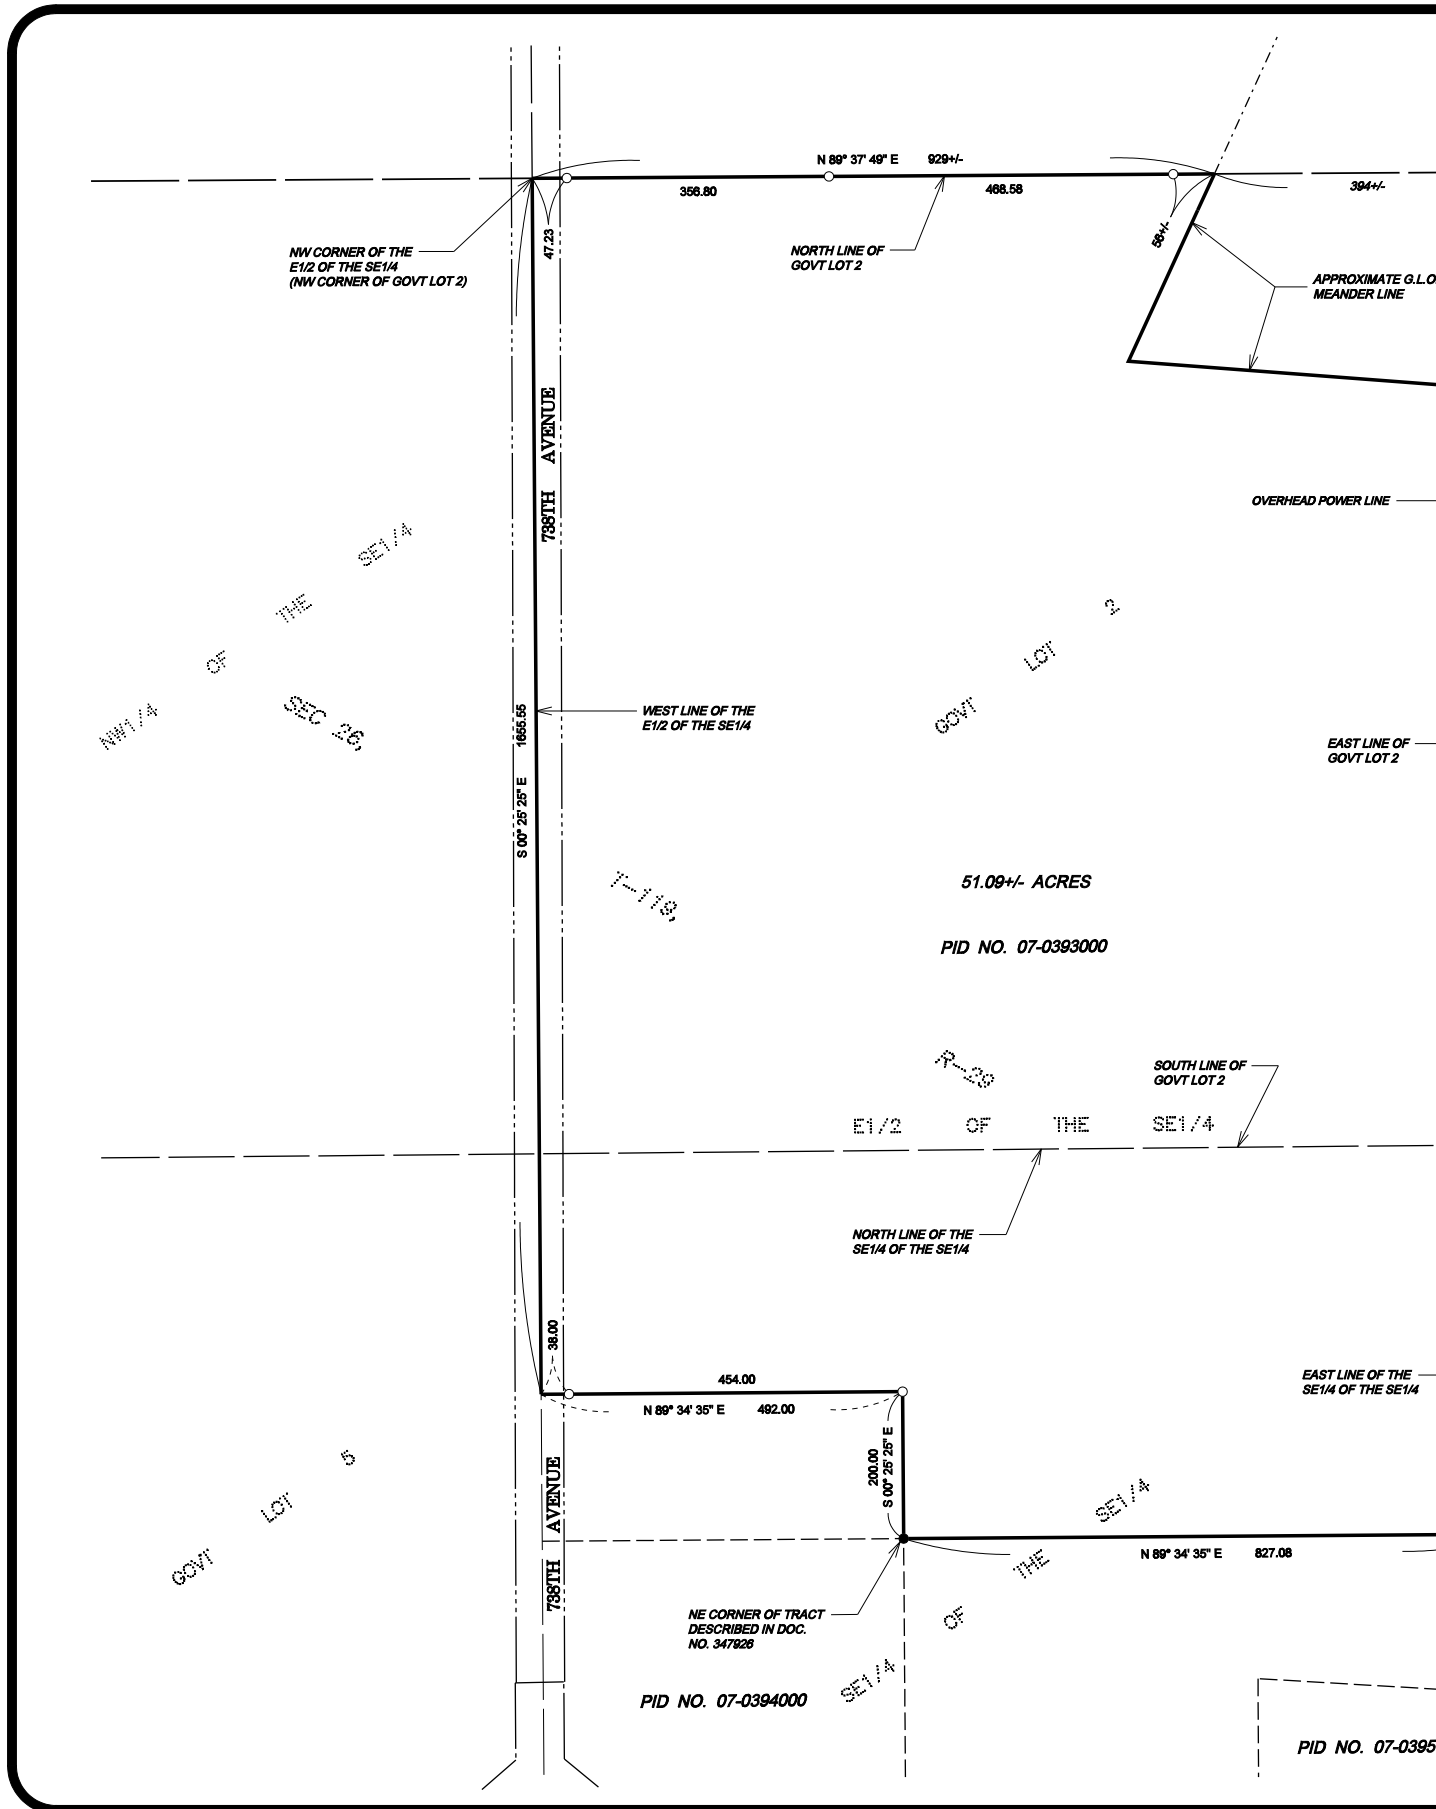 N 89° 37' 49" E 929+/-
356.80
468.58
394+/-
47.23
58+/-
NW CORNER OF THE
E1/2 OF THE SE1/4
(NW CORNER OF GOVT LOT 2)
NORTH LINE OF
GOVT LOT 2
APPROXIMATE G.L.O.
MEANDER LINE
738TH AVENUE
OVERHEAD POWER LINE
NW1/4 OF THE SE1/4
SEC 26,
GOVT LOT 2
S 00° 25' 25" E 1655.55
WEST LINE OF THE
E1/2 OF THE SE1/4
EAST LINE OF
GOVT LOT 2
T-119,
51.09+/- ACRES
PID NO. 07-0393000
R-29
SOUTH LINE OF
GOVT LOT 2
E1/2 OF THE SE1/4
NORTH LINE OF THE
SE1/4 OF THE SE1/4
38.00
454.00
N 89° 34' 35" E 492.00
EAST LINE OF THE
SE1/4 OF THE SE1/4
200.00
S 00° 25' 25" E
GOVT LOT 5
738TH AVENUE
SE1/4 OF THE SE1/4
N 89° 34' 35" E 827.08
NE CORNER OF TRACT
DESCRIBED IN DOC.
NO. 347926
PID NO. 07-0394000
PID NO. 07-0395